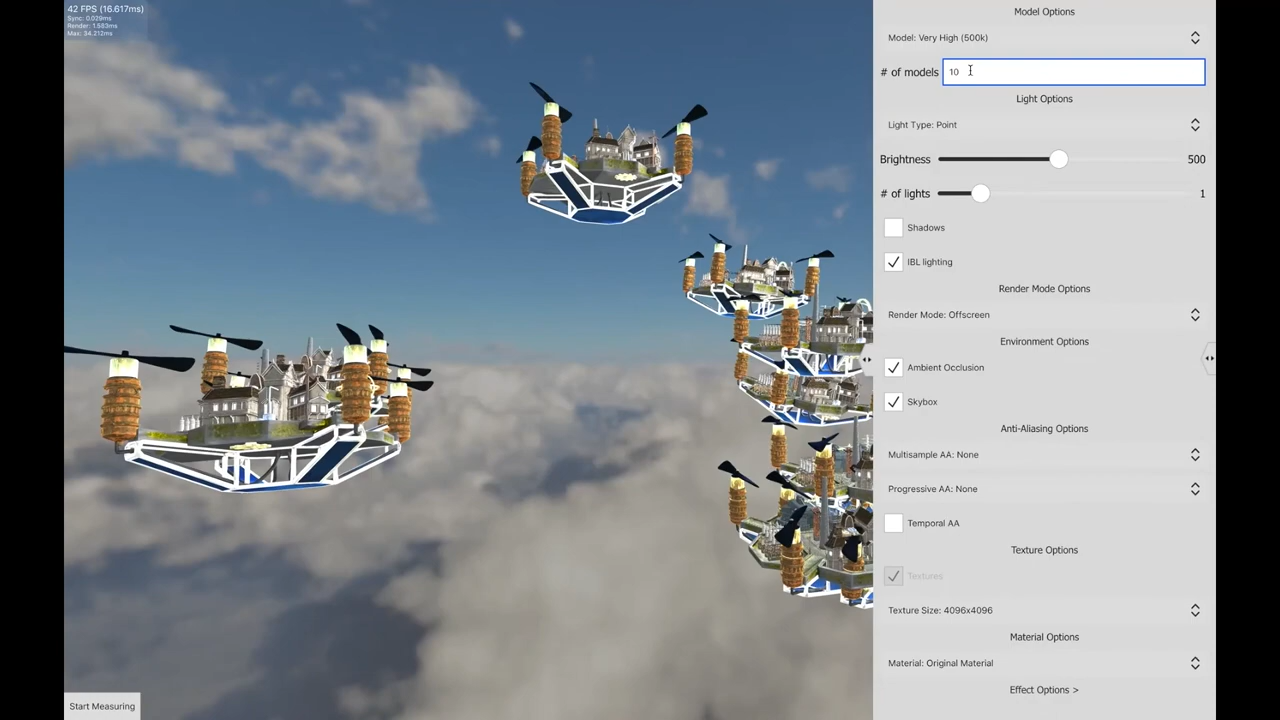 42 FPS (16.617ms)
Sync: 0.029ms
Render: 1.583ms
Max: 34.212ms
Start Measuring
Model Options
Model: Very High (500k)
# of models 10
Light Options
Light Type: Point
Brightness 500
# of lights 1
Shadows
IBL lighting
Render Mode Options
Render Mode: Offscreen
Environment Options
Ambient Occlusion
Skybox
Anti-Aliasing Options
Multisample AA: None
Progressive AA: None
Temporal AA
Texture Options
Textures
Texture Size: 4096x4096
Material Options
Material: Original Material
Effect Options >